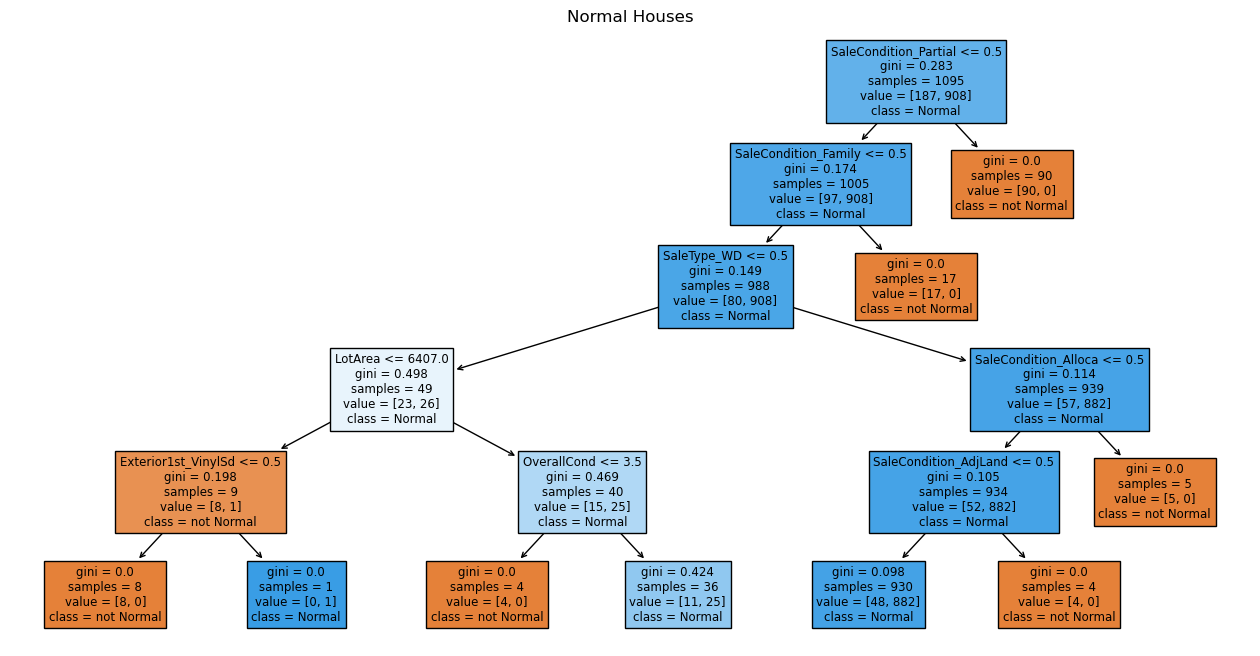 Normal Houses
SaleCondition_Partial <= 0.5
gini = 0.283
samples = 1095
value = [187, 908]
class = Normal
SaleCondition_Family <= 0.5
gini = 0.174
samples = 1005
value = [97, 908]
class = Normal
gini = 0.0
samples = 90
value = [90, 0]
class = not Normal
SaleType_WD <= 0.5
gini = 0.149
samples = 988
value = [80, 908]
class = Normal
gini = 0.0
samples = 17
value = [17, 0]
class = not Normal
LotArea <= 6407.0
gini = 0.498
samples = 49
value = [23, 26]
class = Normal
SaleCondition_Alloca <= 0.5
gini = 0.114
samples = 939
value = [57, 882]
class = Normal
Exterior1st_VinylSd <= 0.5
gini = 0.198
samples = 9
value = [8, 1]
class = not Normal
OverallCond <= 3.5
gini = 0.469
samples = 40
value = [15, 25]
class = Normal
SaleCondition_AdjLand <= 0.5
gini = 0.105
samples = 934
value = [52, 882]
class = Normal
gini = 0.0
samples = 5
value = [5, 0]
class = not Normal
gini = 0.0
samples = 8
value = [8, 0]
class = not Normal
gini = 0.0
samples = 1
value = [0, 1]
class = Normal
gini = 0.0
samples = 4
value = [4, 0]
class = not Normal
gini = 0.424
samples = 36
value = [11, 25]
class = Normal
gini = 0.098
samples = 930
value = [48, 882]
class = Normal
gini = 0.0
samples = 4
value = [4, 0]
class = not Normal